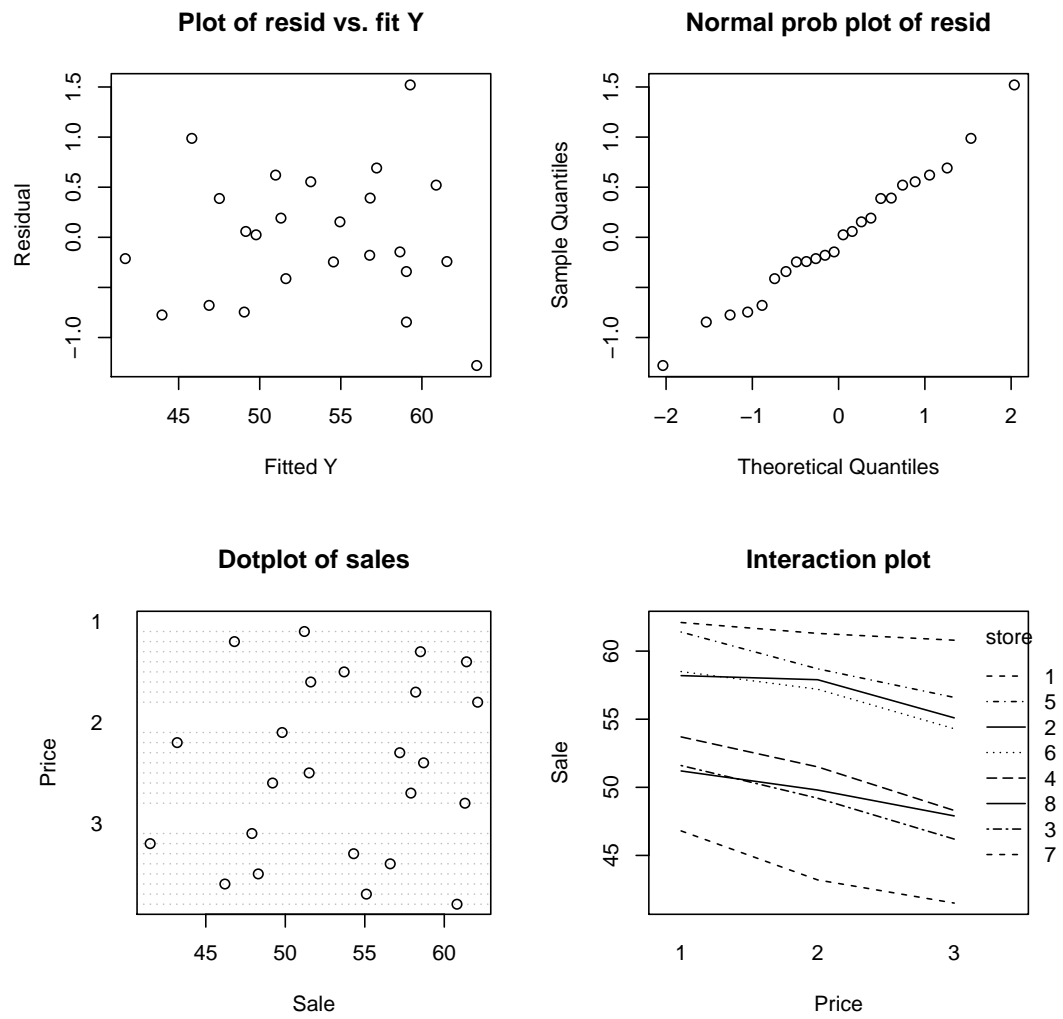 Plot of resid vs. fit Y
Residual
1.5
1.0
0.5
0.0
−1.0
45 50 55 60
Fitted Y
Normal prob plot of resid
Sample Quantiles
1.5
1.0
0.5
0.0
−1.0
−2 −1 0 1 2
Theoretical Quantiles
Dotplot of sales
Price
1
2
3
45 50 55 60
Sale
Interaction plot
Sale
60
55
50
45
1 2 3
Price
store
1
5
2
6
4
8
3
7